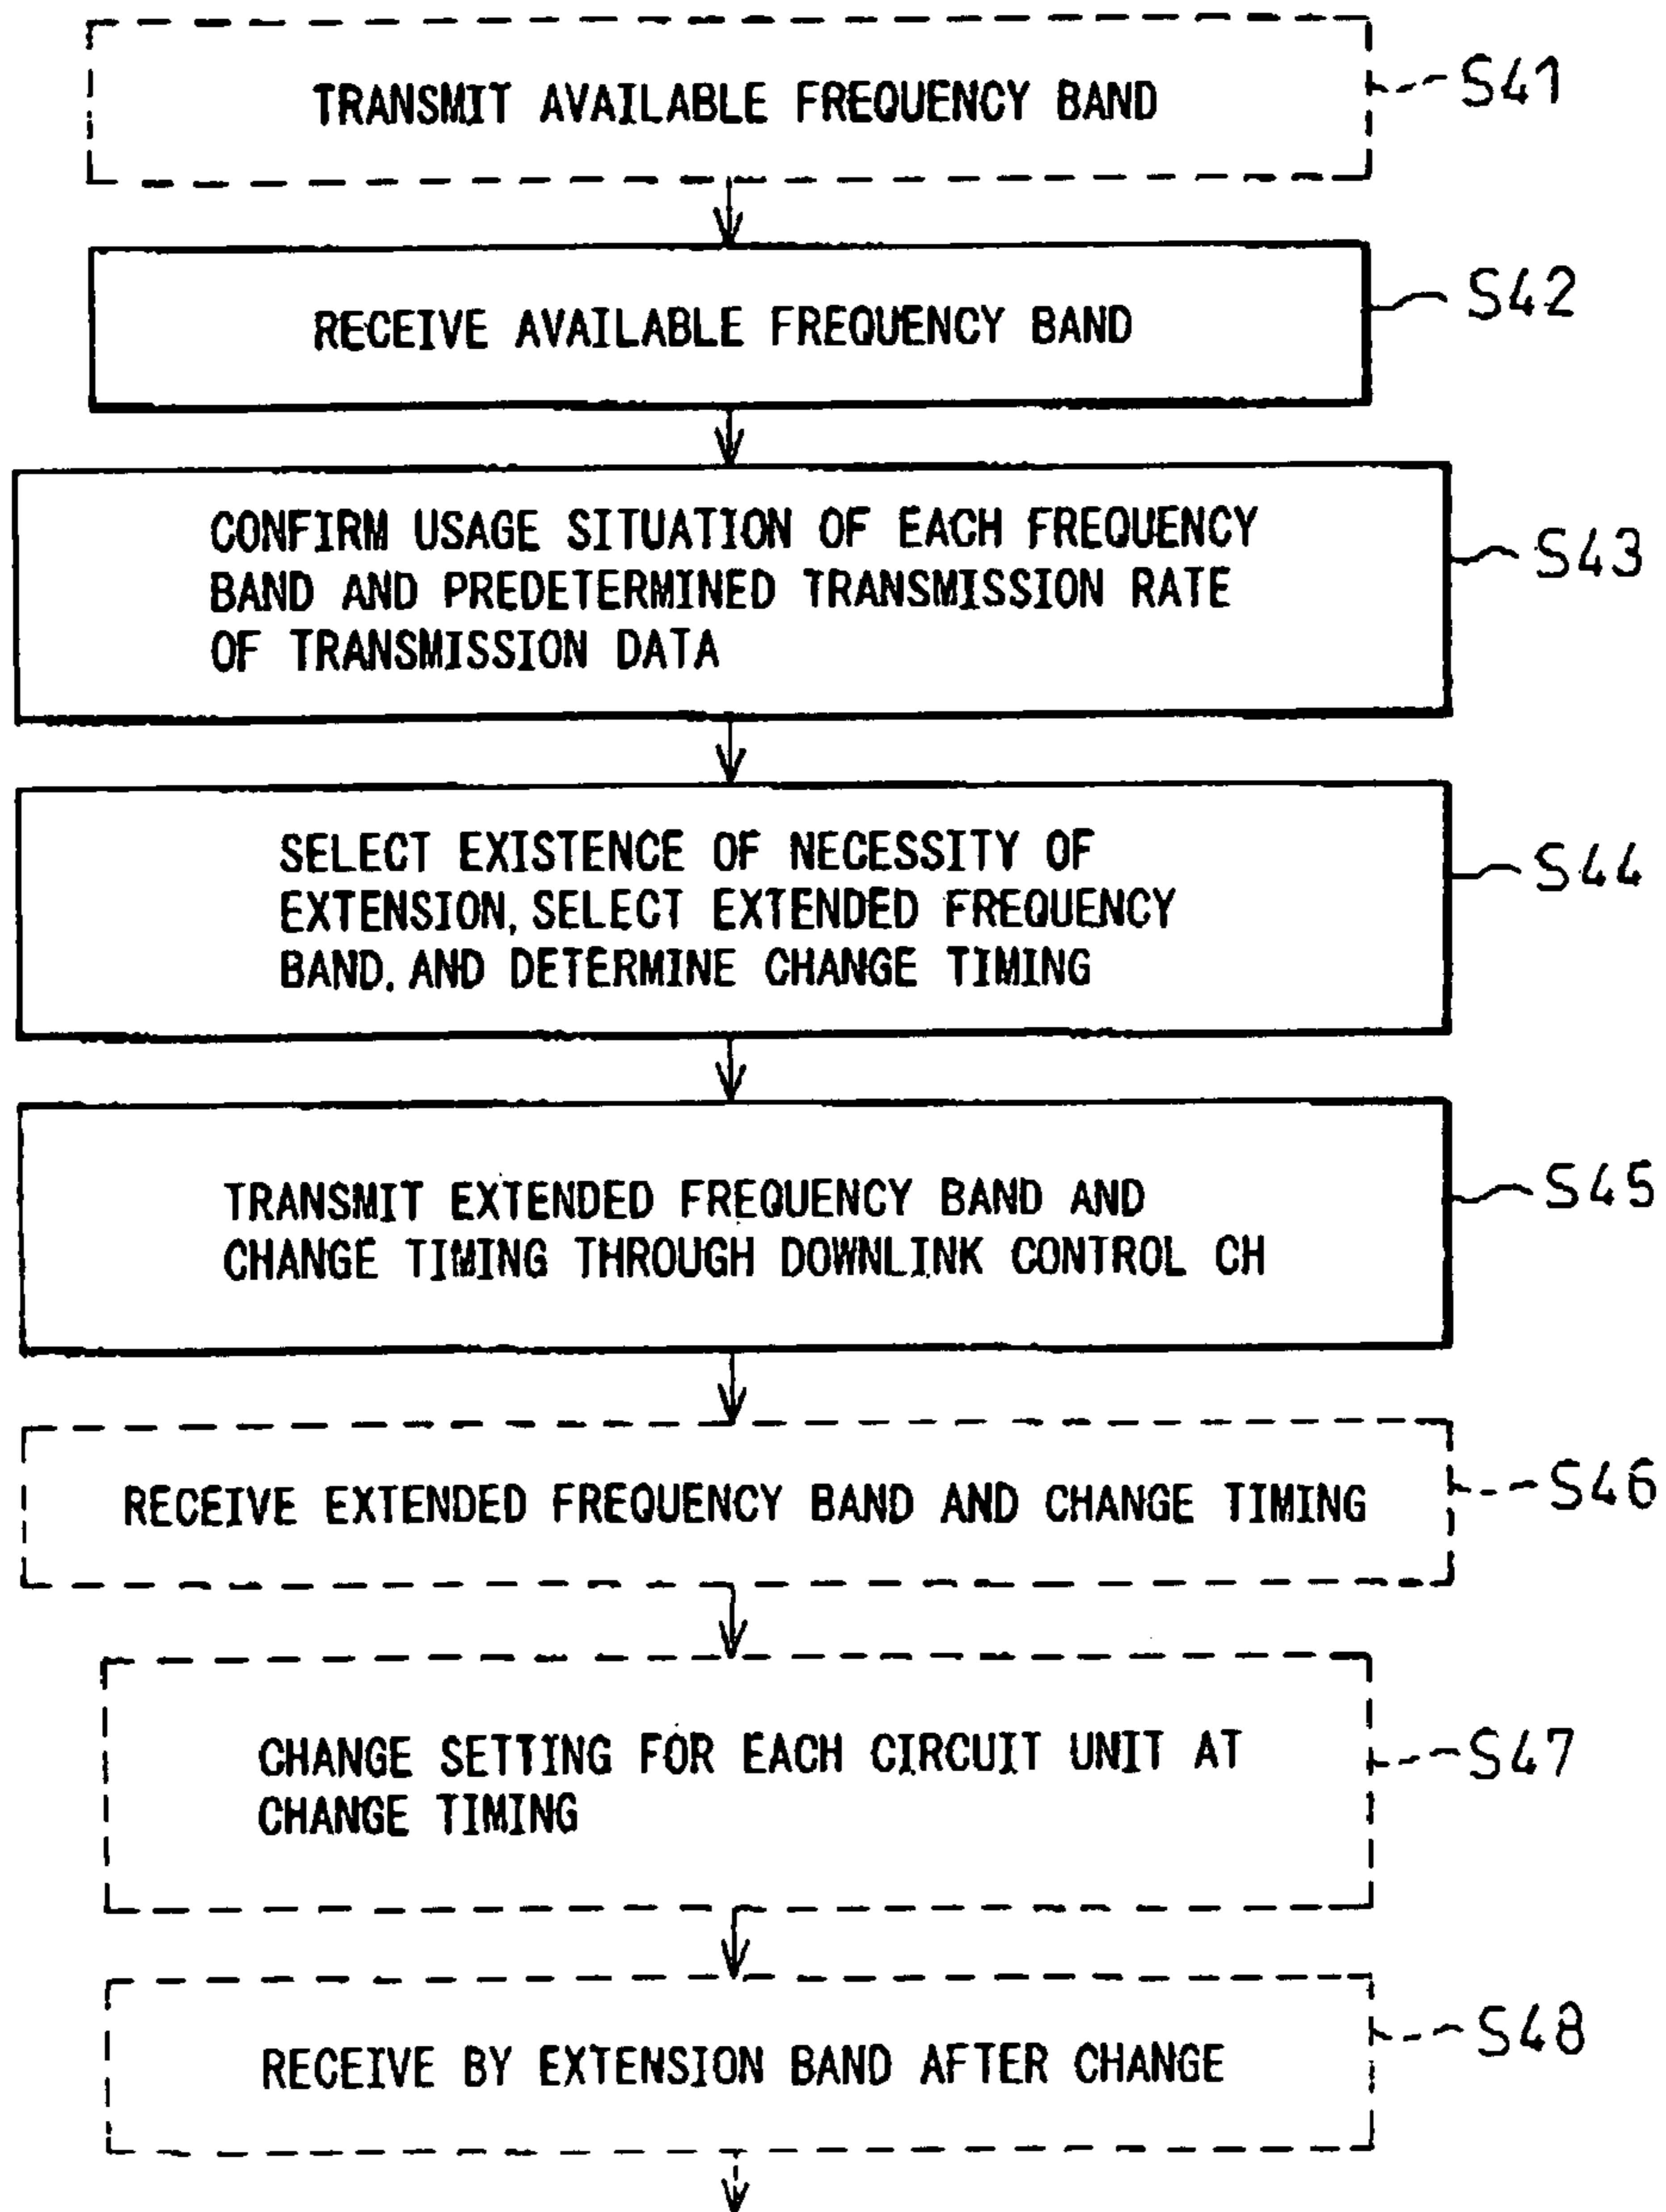 TRANSMIT AVAILABLE FREQUENCY BAND
S41
RECEIVE AVAILABLE FREQUENCY BAND
S42
CONFIRM USAGE SITUATION OF EACH FREQUENCY
BAND AND PREDETERMINED TRANSMISSION RATE
OF TRANSMISSION DATA
S43
SELECT EXISTENCE OF NECESSITY OF
EXTENSION, SELECT EXTENDED FREQUENCY
BAND, AND DETERMINE CHANGE TIMING
S44
TRANSMIT EXTENDED FREQUENCY BAND AND
CHANGE TIMING THROUGH DOWNLINK CONTROL CH
S45
RECEIVE EXTENDED FREQUENCY BAND AND CHANGE TIMING
S46
CHANGE SETTING FOR EACH CIRCUIT UNIT AT
CHANGE TIMING
S47
RECEIVE BY EXTENSION BAND AFTER CHANGE
S48